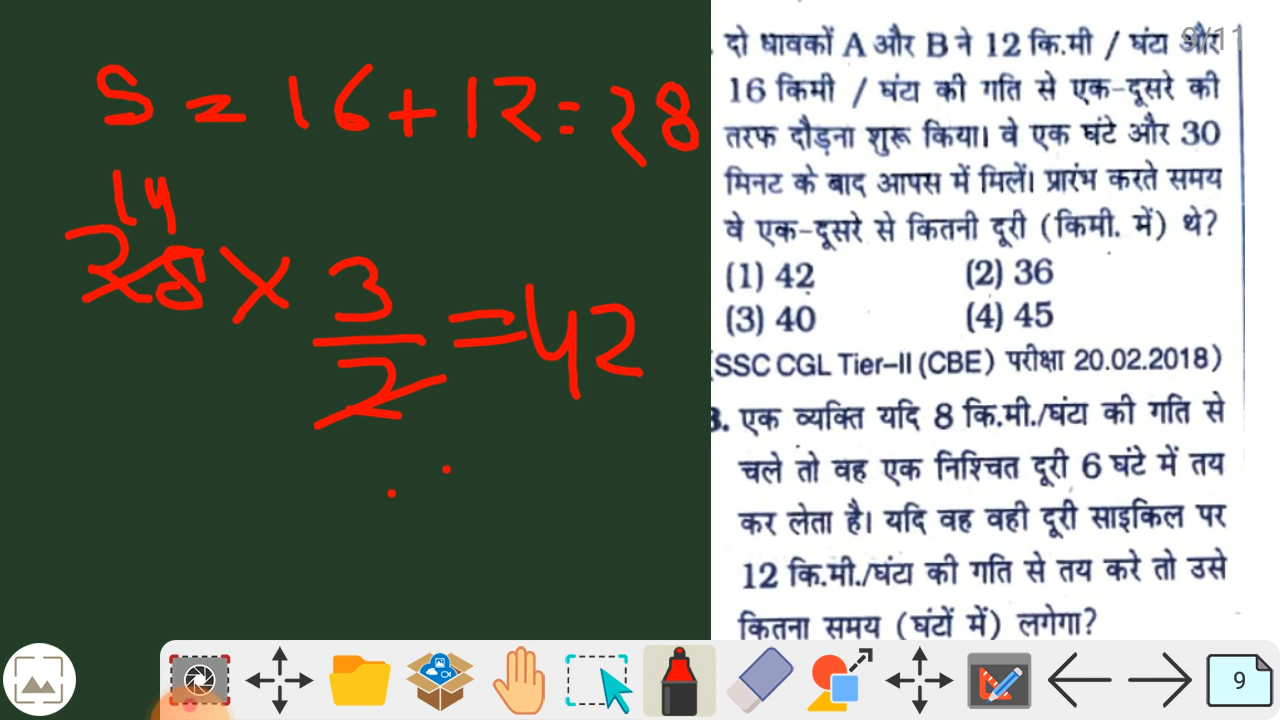 S = 16 + 12 = 28
14
28 × 3/2 = 42
9/11
दो धावकों A और B ने 12 कि.मी / घंटा और
16 किमी / घंटा की गति से एक-दूसरे की
तरफ दौड़ना शुरू किया। वे एक घंटे और 30
मिनट के बाद आपस में मिलें। प्रारंभ करते समय
वे एक-दूसरे से कितनी दूरी (किमी. में) थे?
(1) 42 (2) 36
(3) 40 (4) 45
(SSC CGL Tier-II (CBE) परीक्षा 20.02.2018)
3. एक व्यक्ति यदि 8 कि.मी./घंटा की गति से
चले तो वह एक निश्चित दूरी 6 घंटे में तय
कर लेता है। यदि वह वही दूरी साइकिल पर
12 कि.मी./घंटा की गति से तय करे तो उसे
कितना समय (घंटों में) लगेगा?
9